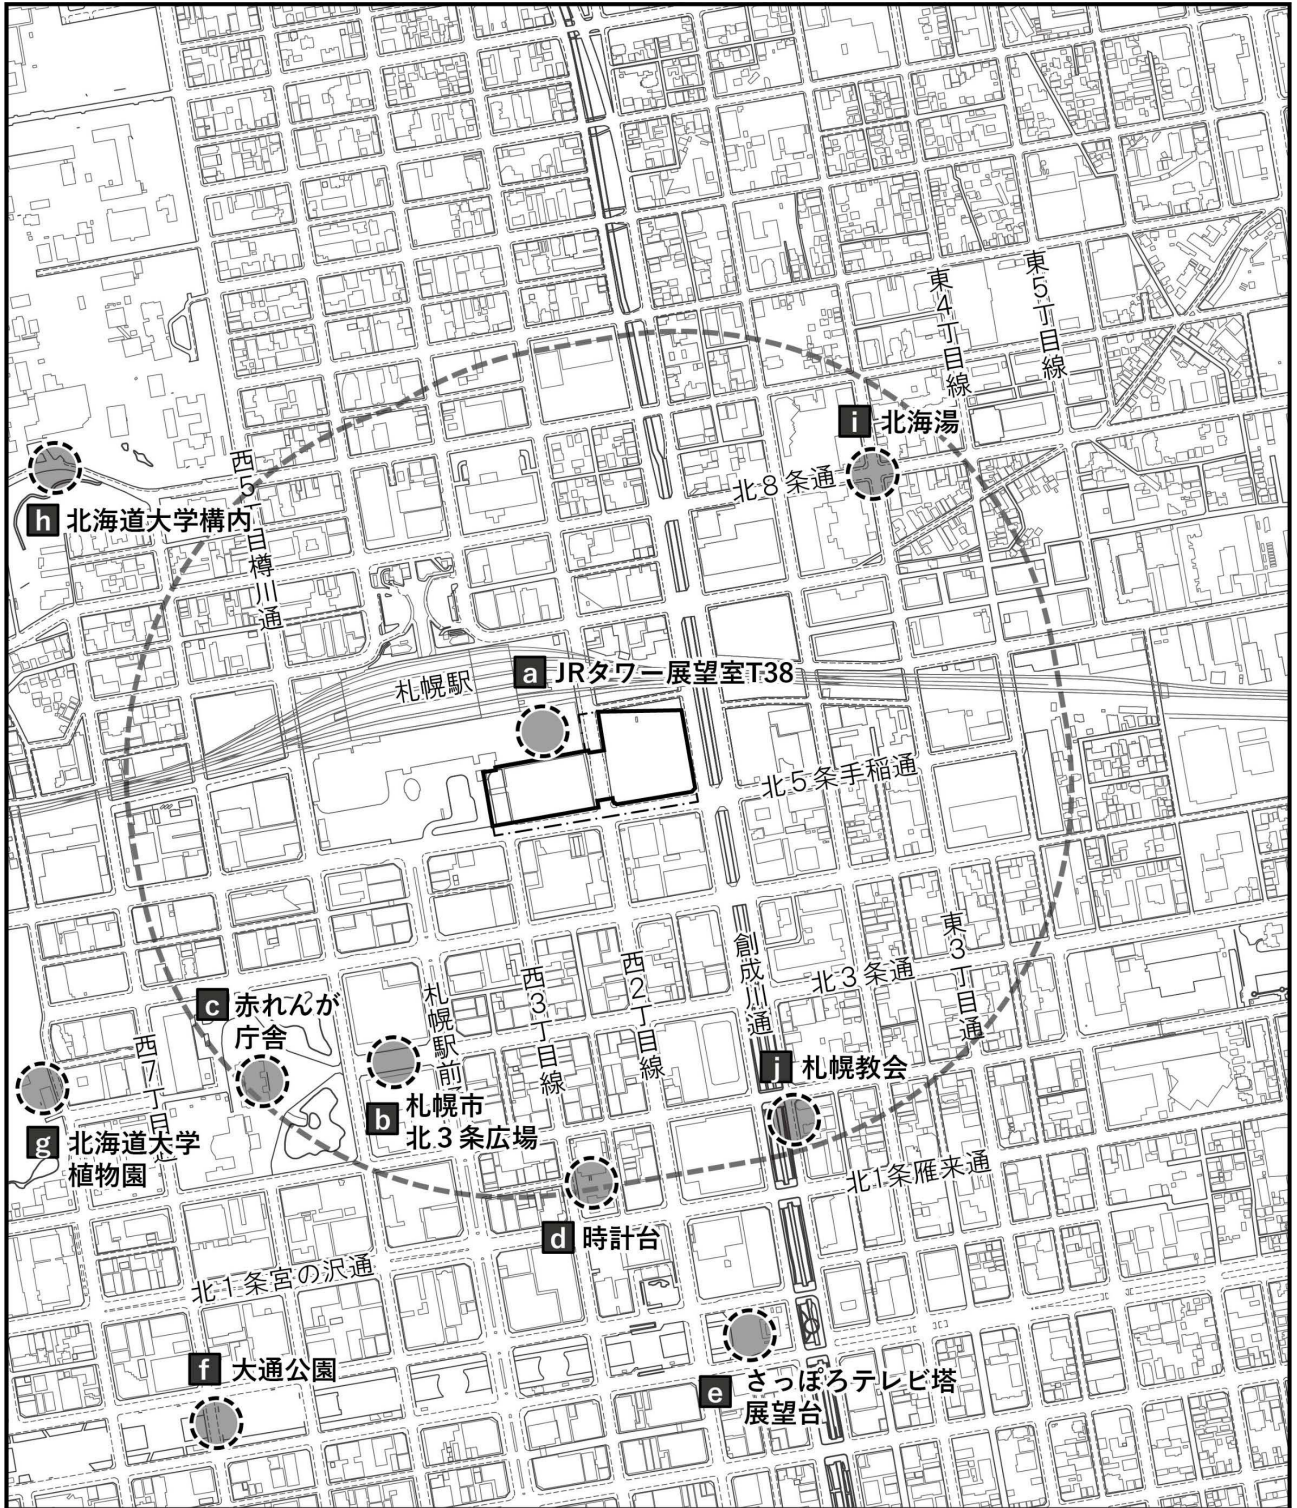 東4丁目線
東5丁目線
i 北海湯
北8条通
西5丁目樽川通
h 北海道大学構内
a JRタワー展望室T38
札幌駅
北5条手稲通
創成川通
北3条通
東3丁目通
西2丁目線
西3丁目線
札幌駅前
c 赤れんが
庁舎
西7丁目
j 札幌教会
b 札幌市
北3条広場
g 北海道大学
植物園
北1条雁来通
d 時計台
北1条宮の沢通
f 大通公園
e さっぽろテレビ塔
展望台